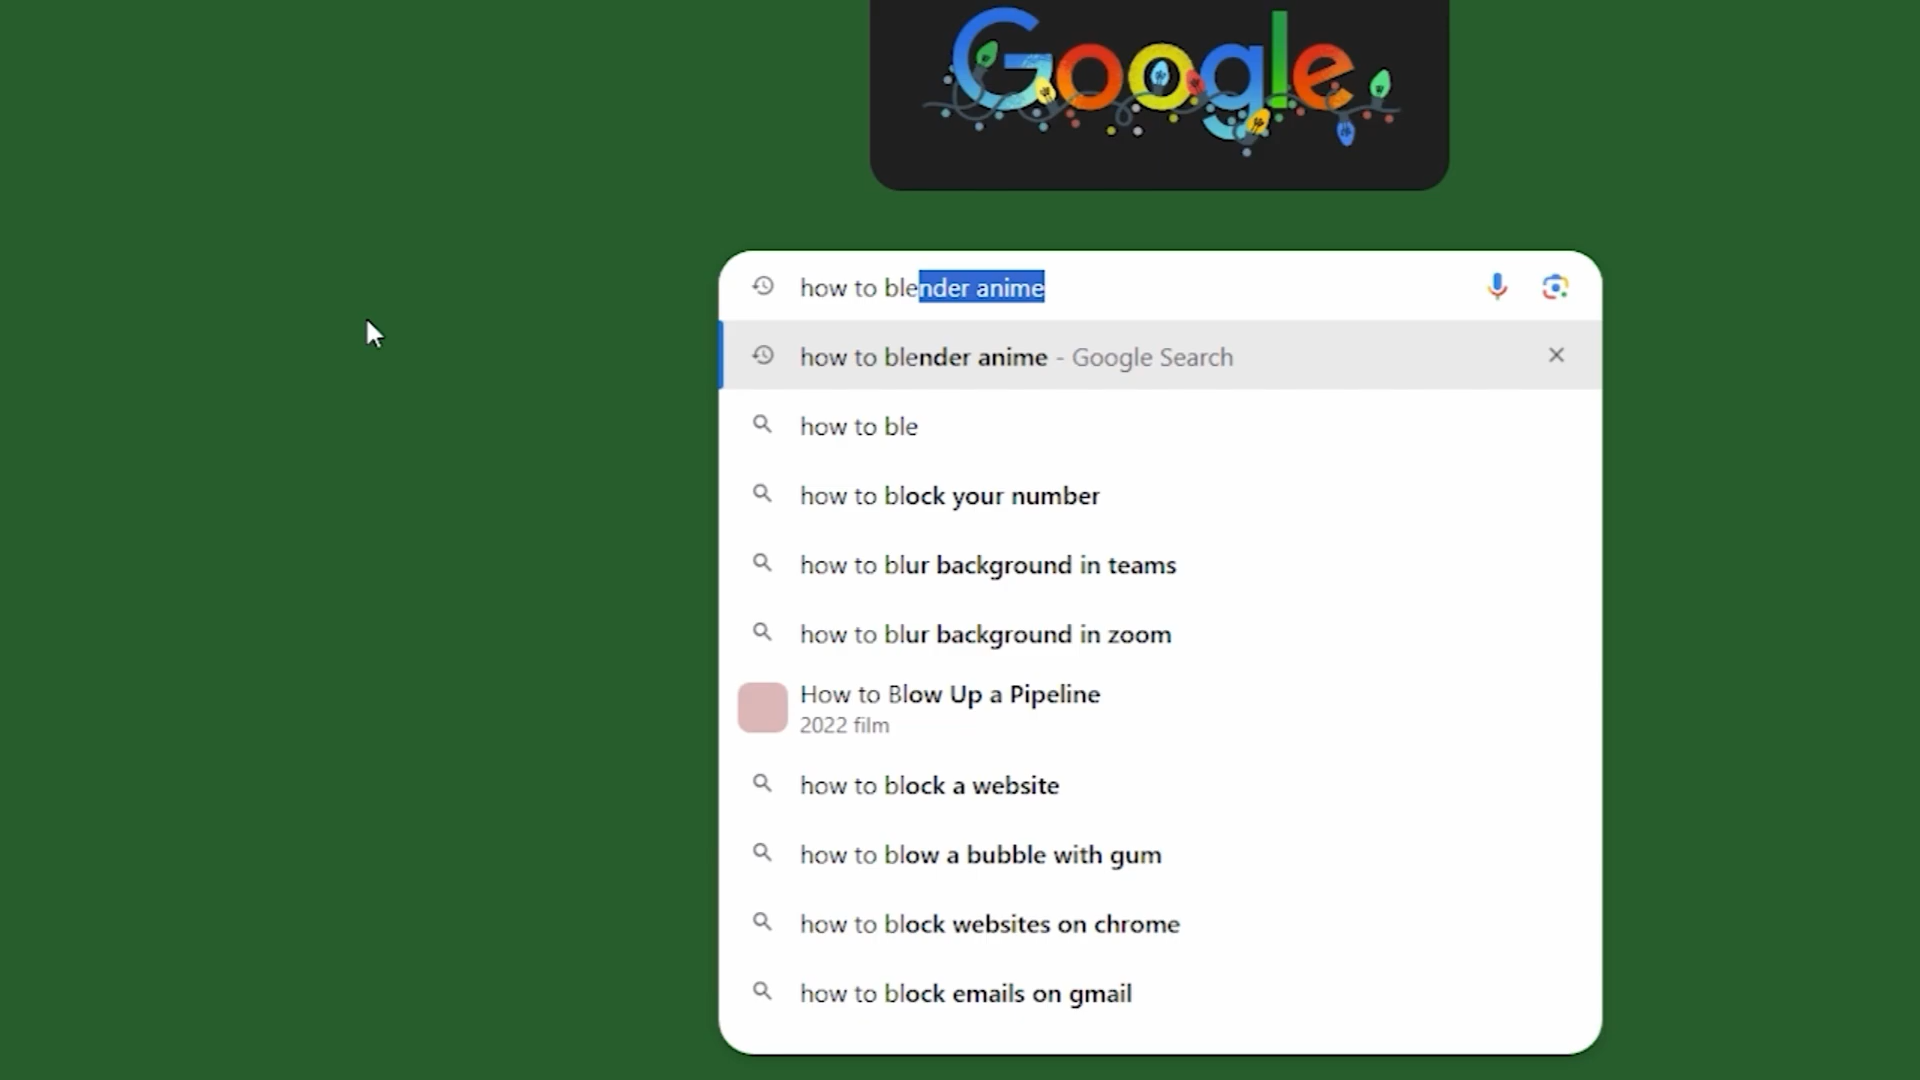 Google
how to blender anime
how to blender anime - Google Search
how to ble
how to block your number
how to blur background in teams
how to blur background in zoom
How to Blow Up a Pipeline
2022 film
how to block a website
how to blow a bubble with gum
how to block websites on chrome
how to block emails on gmail